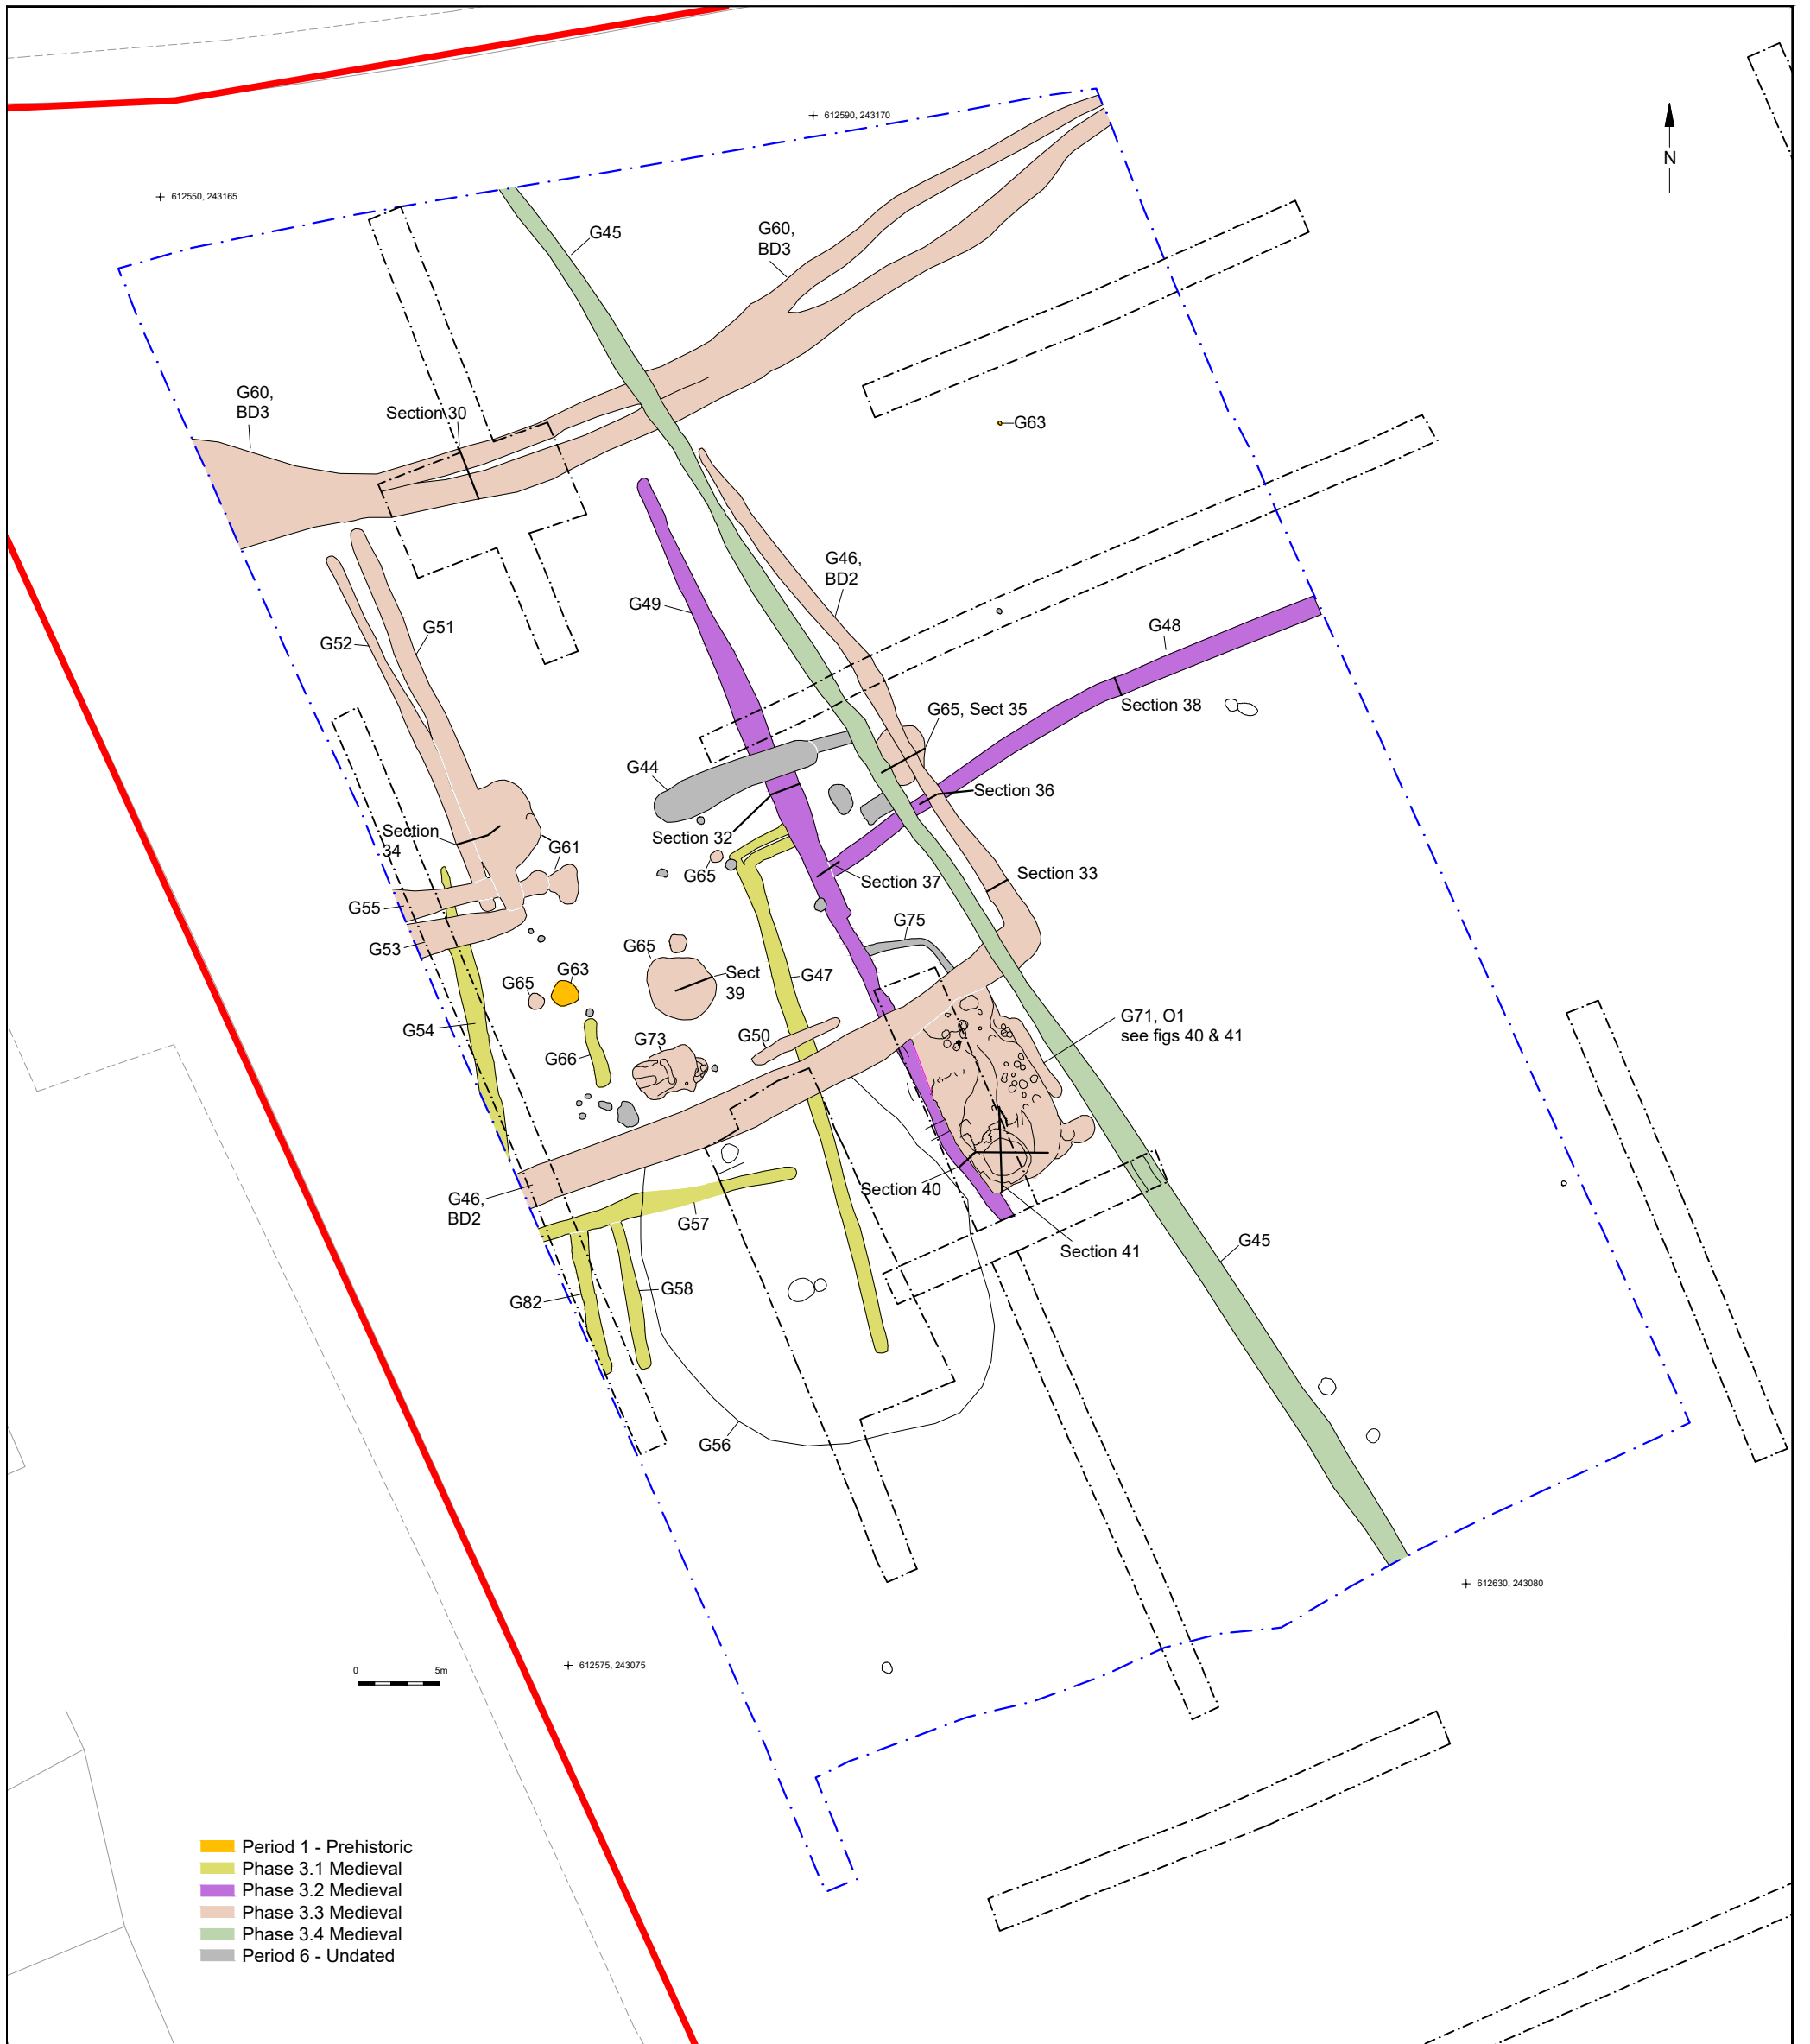 612590, 243170
N
612550, 243165
G45
G60,
BD3
G60,
BD3
Section 30
G63
G46,
BD2
G49
G48
G51
G52
G65, Sect 35
Section 38
G44
Section 36
Section
34
Section 32
G61
G65
Section 37
Section 33
G55
G75
G53
G65
G63
G65
Sect
39
G47
G54
G50
G71, O1
see figs 40 & 41
G66
G73
G46,
BD2
Section 40
G57
Section 41
G45
G82
G58
G56
612630, 243080
612575, 243075
0 5m
Period 1 - Prehistoric
Phase 3.1 Medieval
Phase 3.2 Medieval
Phase 3.3 Medieval
Phase 3.4 Medieval
Period 6 - Undated